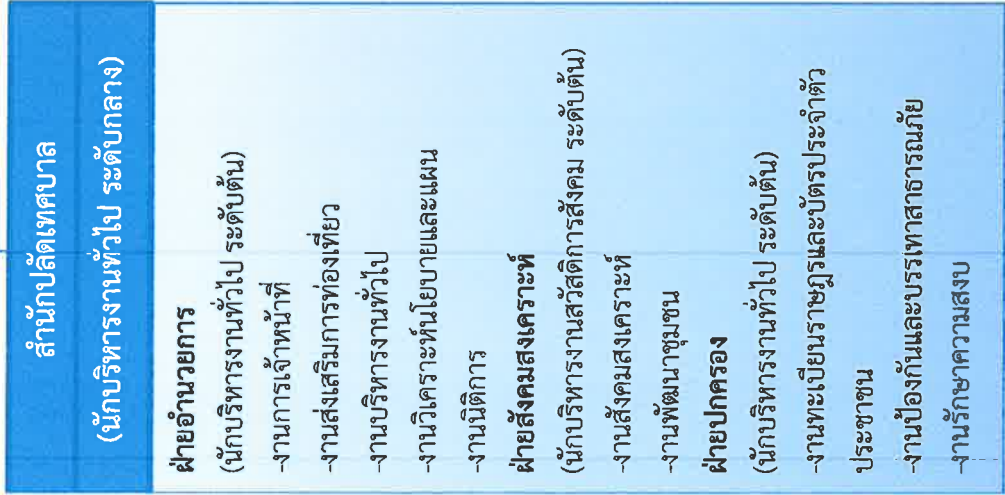 สำนักปลัดเทศบาล
(นักบริหารงานทั่วไป ระดับกลาง)
ฝ่ายอำนวยการ
(นักบริหารงานทั่วไป ระดับต้น)
-งานการเจ้าหน้าที่
-งานส่งเสริมการท่องเที่ยว
-งานบริหารงานทั่วไป
-งานวิเคราะห์นโยบายและแผน
-งานนิติการ
ฝ่ายสังคมสงเคราะห์
(นักบริหารงานสวัสดิการสังคม ระดับต้น)
-งานสังคมสงเคราะห์
-งานพัฒนาชุมชน
ฝ่ายปกครอง
(นักบริหารงานทั่วไป ระดับต้น)
-งานทะเบียนราษฎรและบัตรประจำตัว
ประชาชน
-งานป้องกันและบรรเทาสาธารณภัย
-งานรักษาความสงบ